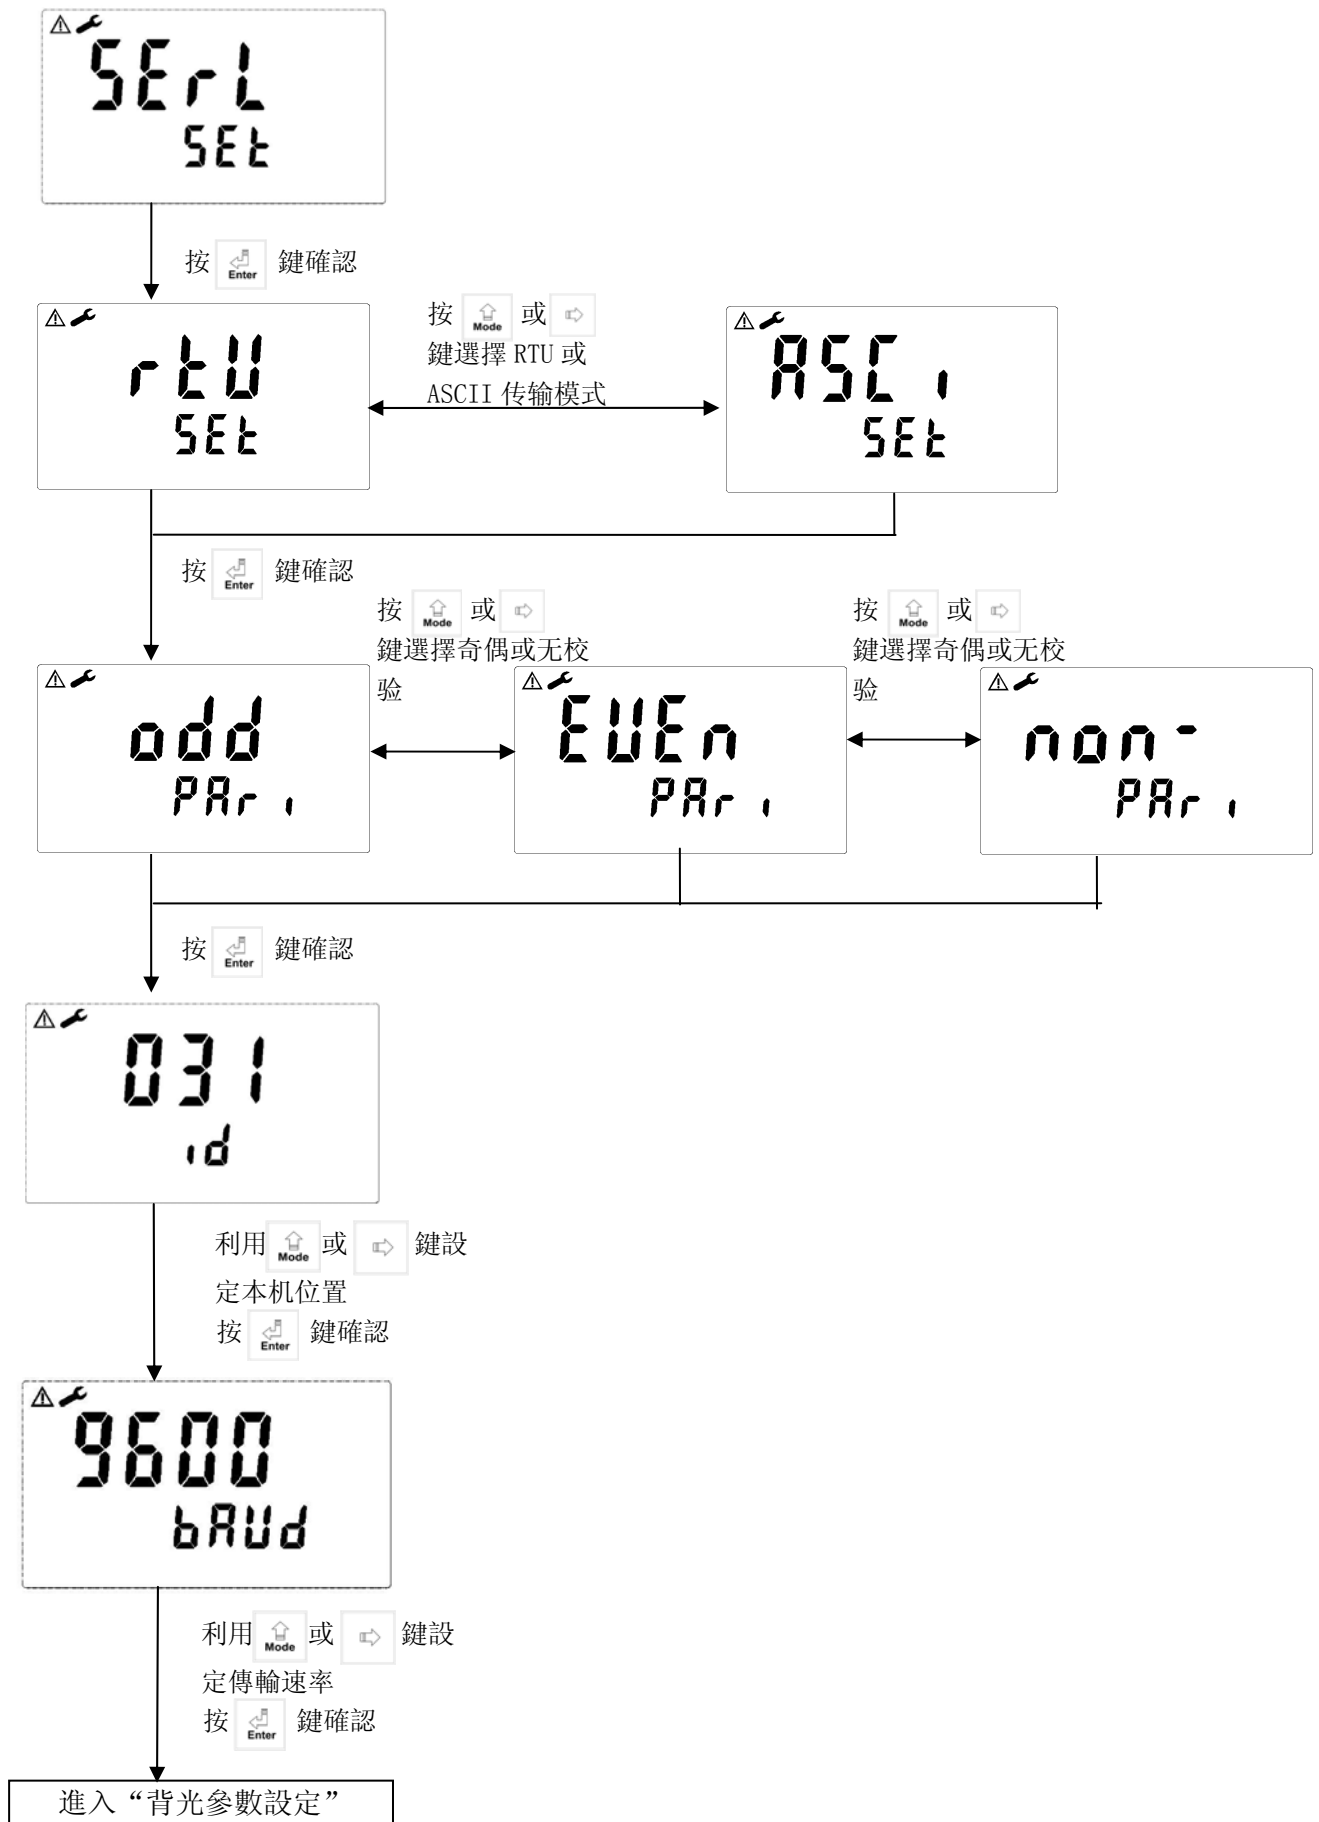 SErL
SEt
按 Enter 鍵確認
rtU
SEt
按 Mode 或
鍵選擇 RTU 或
ASCII 传输模式
ASCi
SEt
按 Enter 鍵確認
按 Mode 或
鍵選擇奇偶或无校
验
按 Mode 或
鍵選擇奇偶或无校
验
odd
PAri
EVEn
PAri
non-
PAri
按 Enter 鍵確認
031
id
利用 Mode 或 鍵設
定本机位置
按 Enter 鍵確認
9600
bAUd
利用 Mode 或 鍵設
定傳輸速率
按 Enter 鍵確認
進入“背光參數設定”